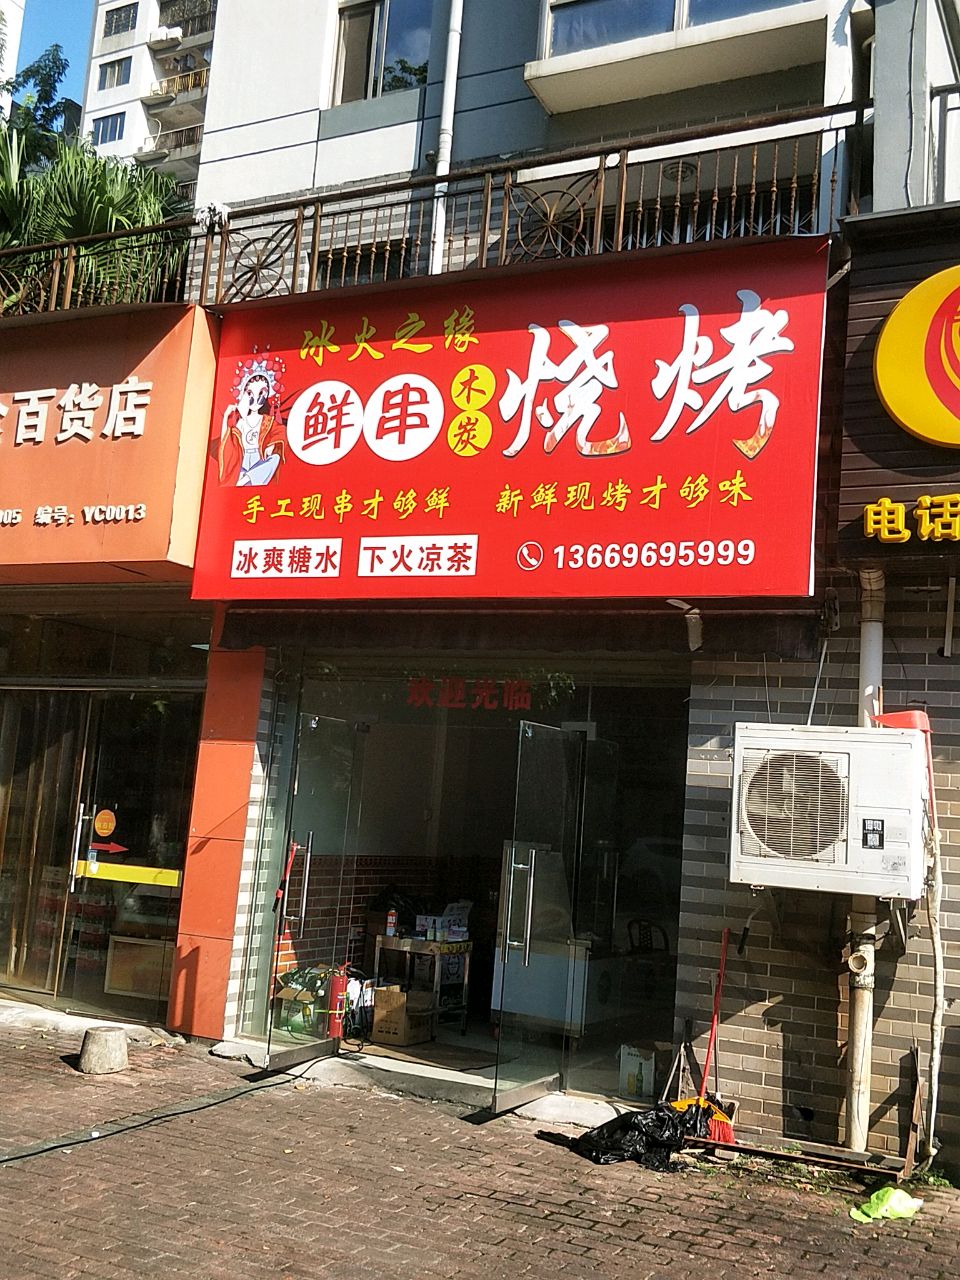 冰火之缘
鲜串
木炭
烧烤
手工现串才够鲜 新鲜现烤才够味
冰爽糖水 下火凉茶 13669695999
百货店
编号:YC0013
电话
欢迎光临